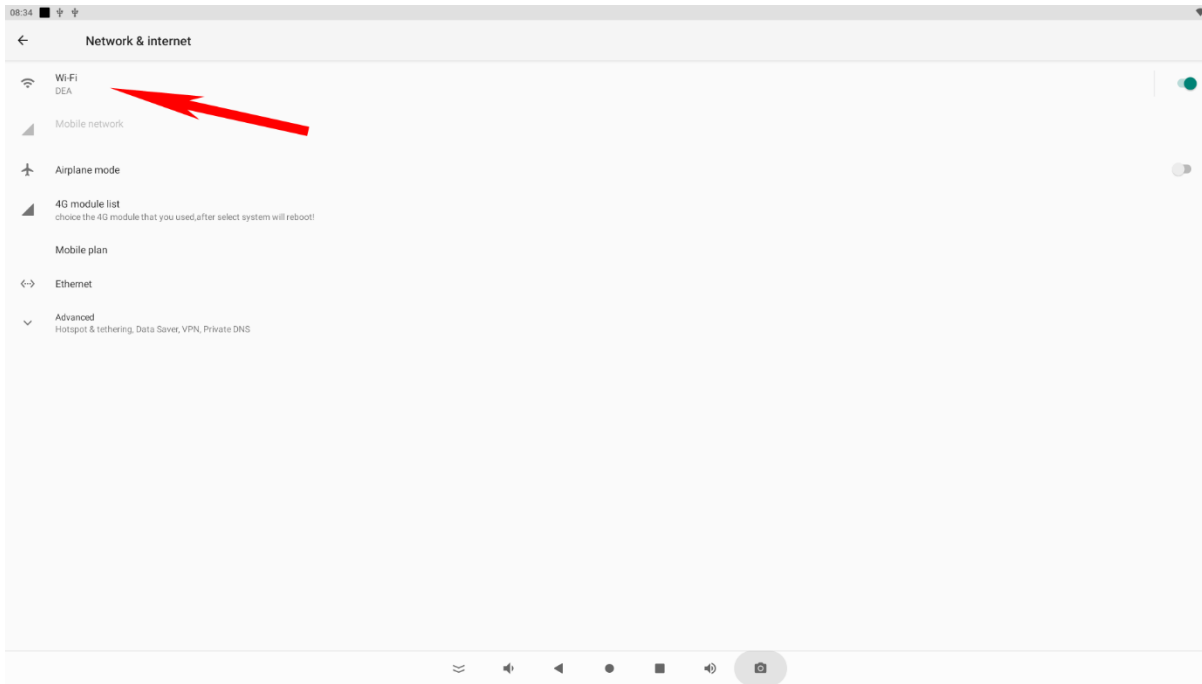 08:34
Network & internet
Wi-Fi
DEA
Mobile network
Airplane mode
4G module list
choice the 4G module that you used,after select system will reboot!
Mobile plan
Ethernet
Advanced
Hotspot & tethering, Data Saver, VPN, Private DNS